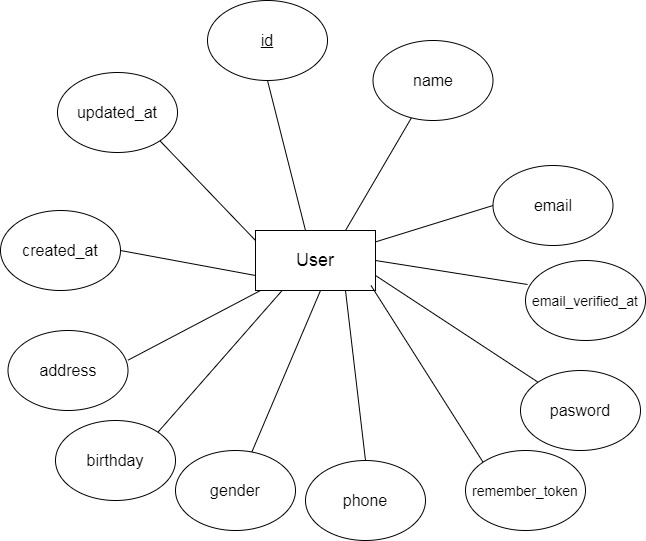 id
name
updated_at
email
created_at
User
email_verified_at
address
pasword
birthday
gender
phone
remember_token